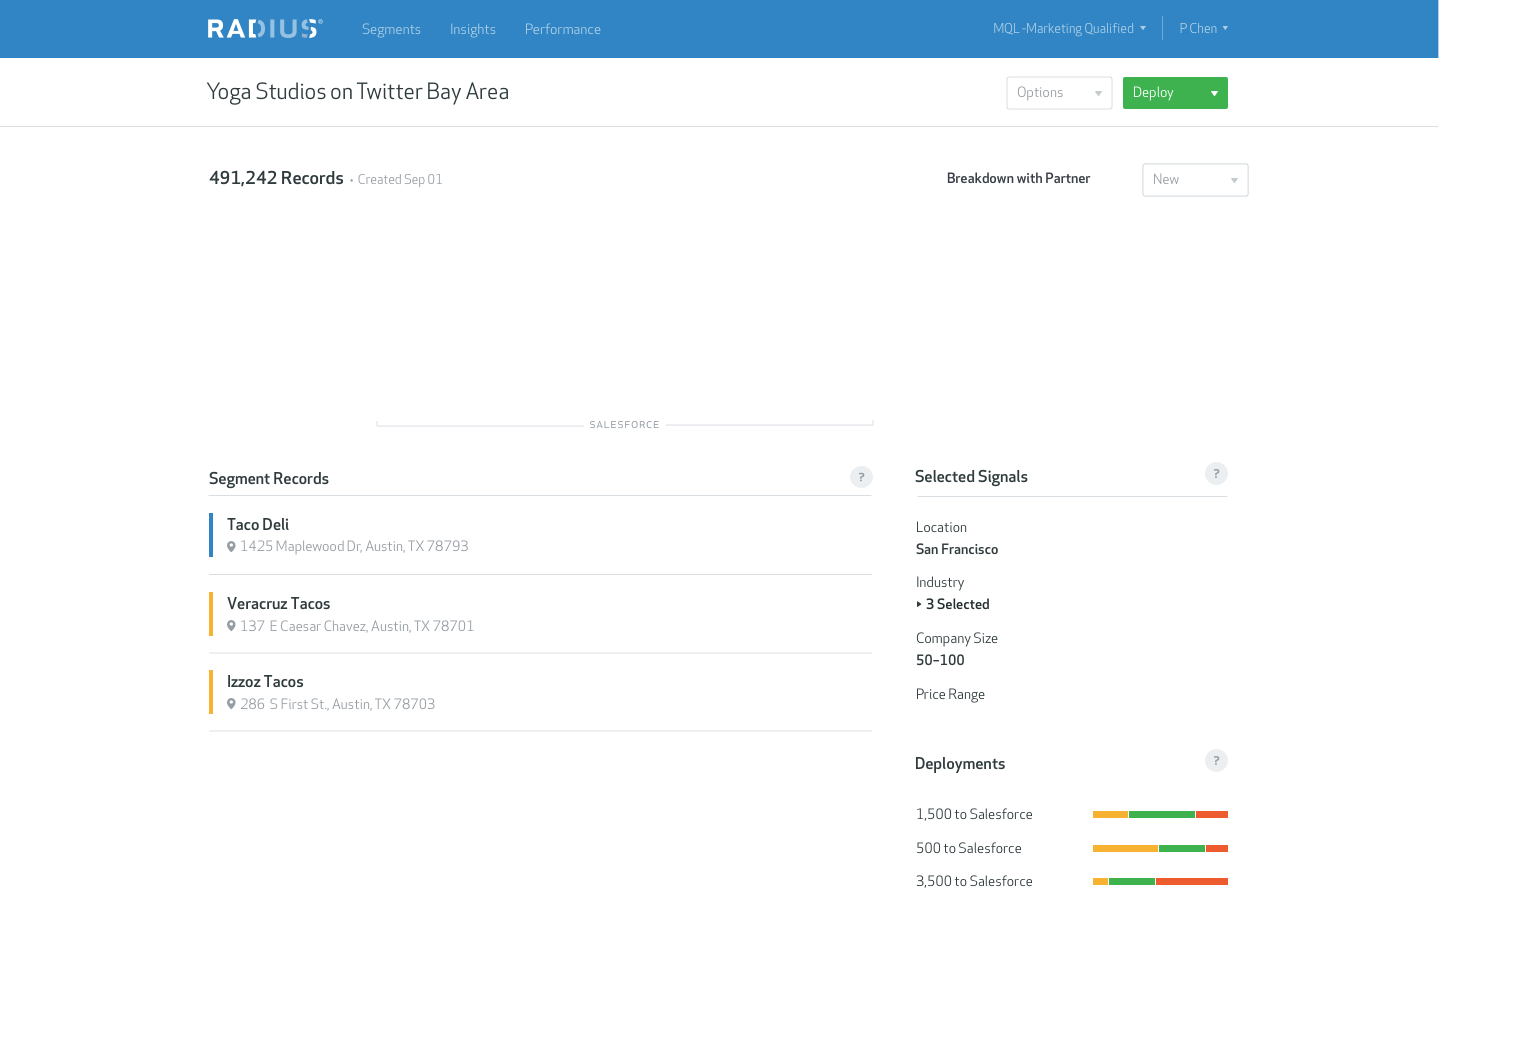 RADIUS®
Segments Insights Performance
MQL -Marketing Qualified P Chen
Yoga Studios on Twitter Bay Area
Options Deploy
491,242 Records • Created Sep 01
Breakdown with Partner New
SALESFORCE
Segment Records ?
Taco Deli
1425 Maplewood Dr, Austin, TX 78793
Veracruz Tacos
137 E Caesar Chavez, Austin, TX 78701
Izzoz Tacos
286 S First St., Austin, TX 78703
Selected Signals ?
Location
San Francisco
Industry
3 Selected
Company Size
50–100
Price Range
Deployments ?
1,500 to Salesforce
500 to Salesforce
3,500 to Salesforce